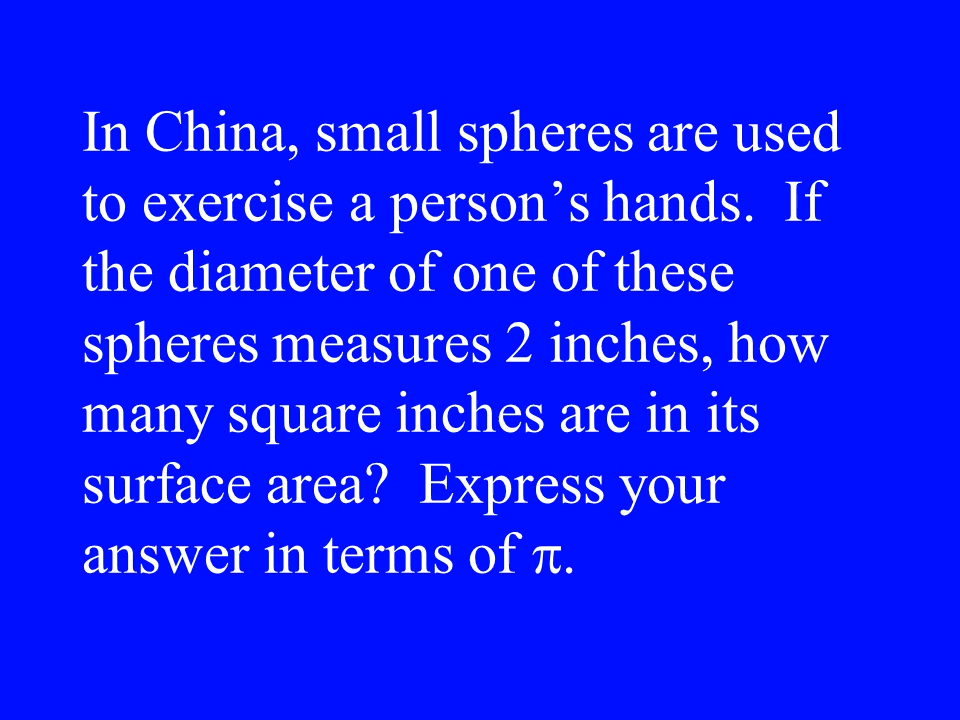 In China, small spheres are used
to exercise a person’s hands.  If
the diameter of one of these
spheres measures 2 inches, how
many square inches are in its
surface area?  Express your
answer in terms of π.